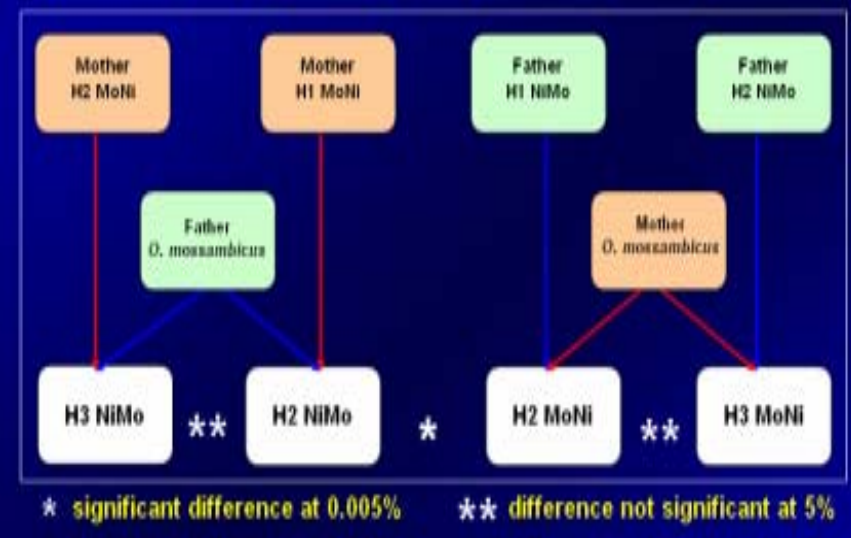 Mother
H2 MoNi
Mother
H1 MoNi
Father
H1 NiMo
Father
H2 NiMo
Father
O. mossambicus
Mother
O. mossambicus
H3 NiMo
**
H2 NiMo
*
H2 MoNi
**
H3 MoNi
* significant difference at 0.005%
** difference not significant at 5%